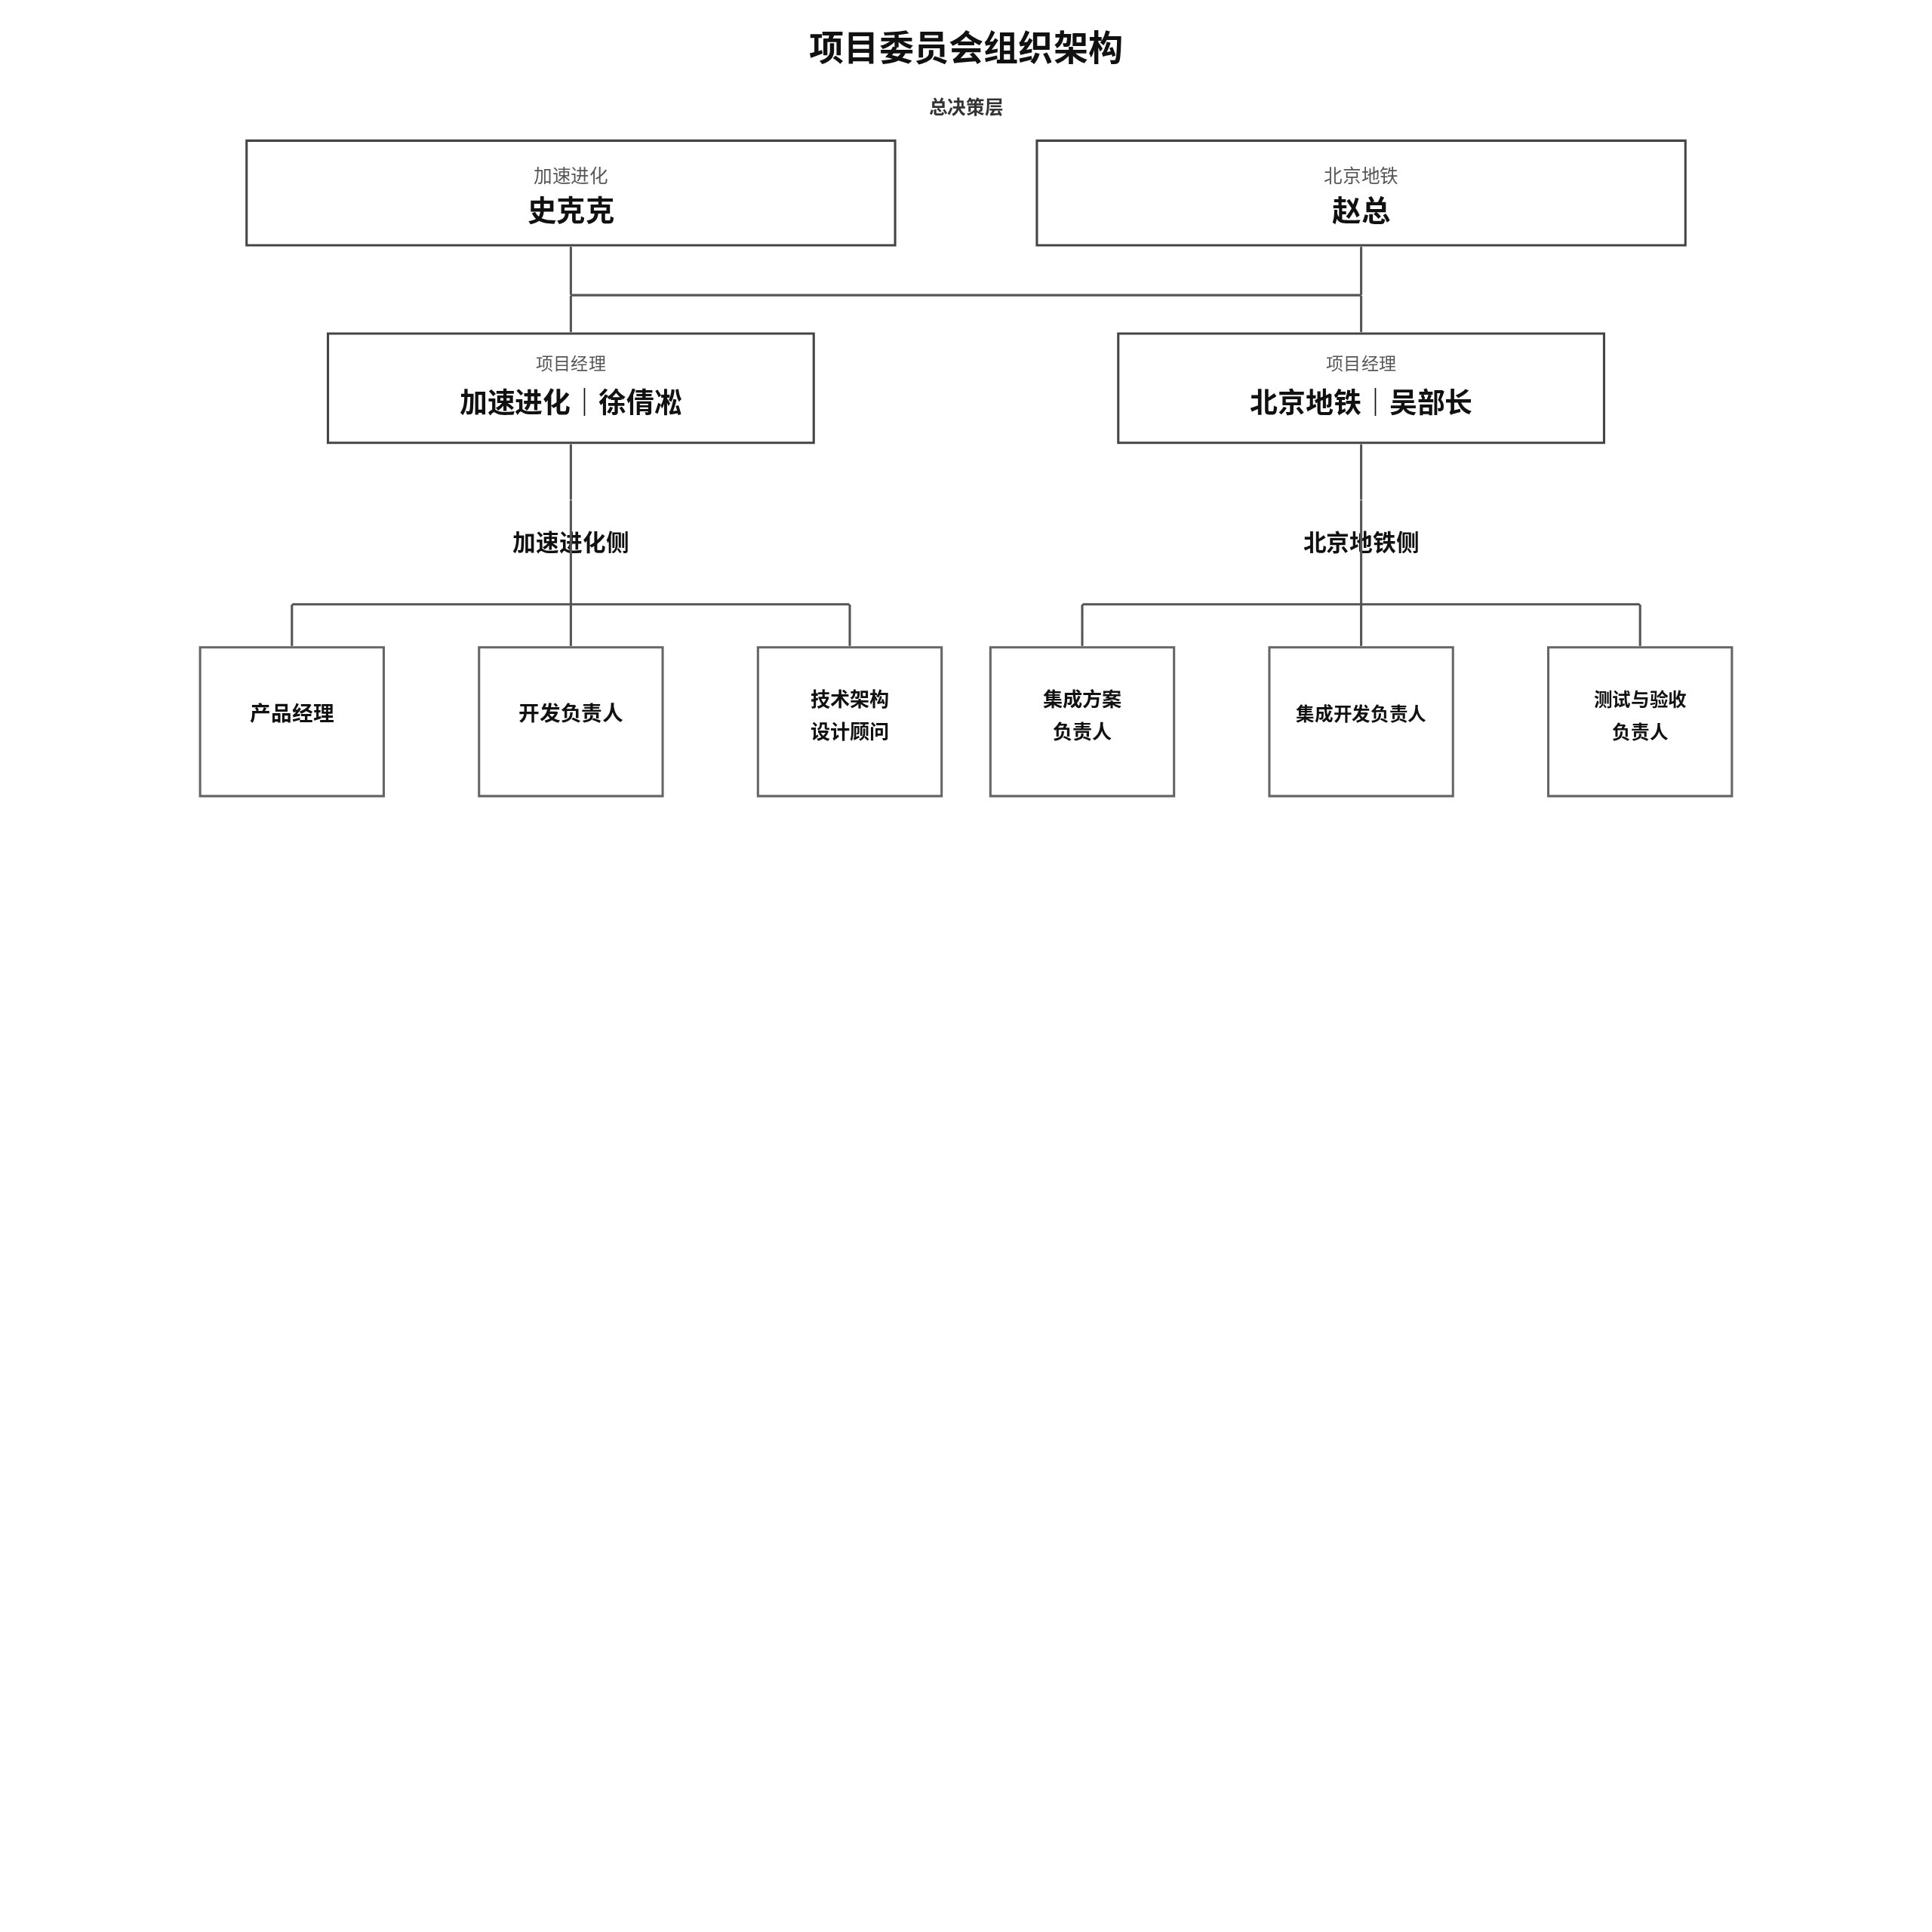 项目委员会组织架构
总决策层
加速进化
史克克
北京地铁
赵总
项目经理
加速进化｜徐倩凇
项目经理
北京地铁｜吴部长
加速进化侧
北京地铁侧
产品经理
开发负责人
技术架构
设计顾问
集成方案
负责人
集成开发负责人
测试与验收
负责人